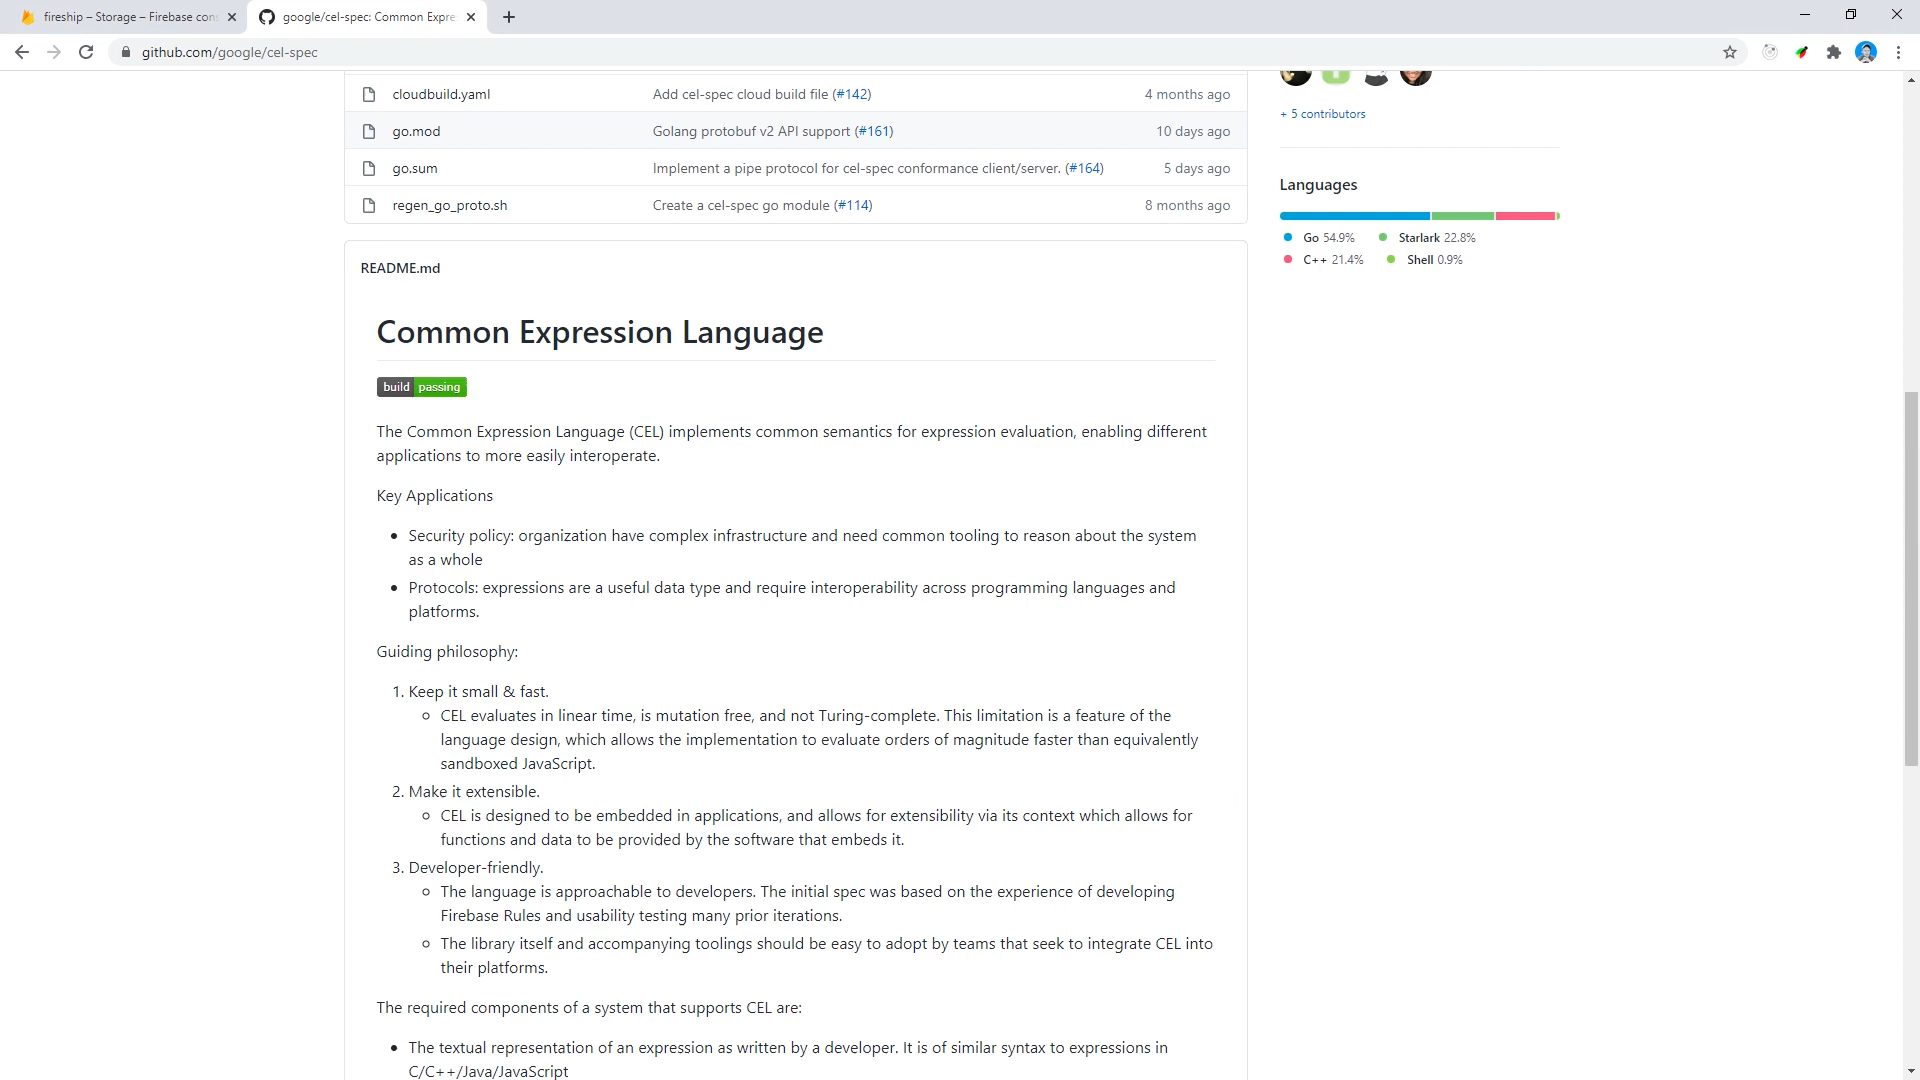 fireship – Storage – Firebase con
google/cel-spec: Common Expre
github.com/google/cel-spec
cloudbuild.yaml Add cel-spec cloud build file (#142) 4 months ago
go.mod Golang protobuf v2 API support (#161) 10 days ago
go.sum Implement a pipe protocol for cel-spec conformance client/server. (#164) 5 days ago
regen_go_proto.sh Create a cel-spec go module (#114) 8 months ago
+ 5 contributors
Languages
Go 54.9% Starlark 22.8%
C++ 21.4% Shell 0.9%
README.md
Common Expression Language
build passing
The Common Expression Language (CEL) implements common semantics for expression evaluation, enabling different
applications to more easily interoperate.
Key Applications
• Security policy: organization have complex infrastructure and need common tooling to reason about the system
as a whole
• Protocols: expressions are a useful data type and require interoperability across programming languages and
platforms.
Guiding philosophy:
1. Keep it small & fast.
○ CEL evaluates in linear time, is mutation free, and not Turing-complete. This limitation is a feature of the
language design, which allows the implementation to evaluate orders of magnitude faster than equivalently
sandboxed JavaScript.
2. Make it extensible.
○ CEL is designed to be embedded in applications, and allows for extensibility via its context which allows for
functions and data to be provided by the software that embeds it.
3. Developer-friendly.
○ The language is approachable to developers. The initial spec was based on the experience of developing
Firebase Rules and usability testing many prior iterations.
○ The library itself and accompanying toolings should be easy to adopt by teams that seek to integrate CEL into
their platforms.
The required components of a system that supports CEL are:
• The textual representation of an expression as written by a developer. It is of similar syntax to expressions in
C/C++/Java/JavaScript